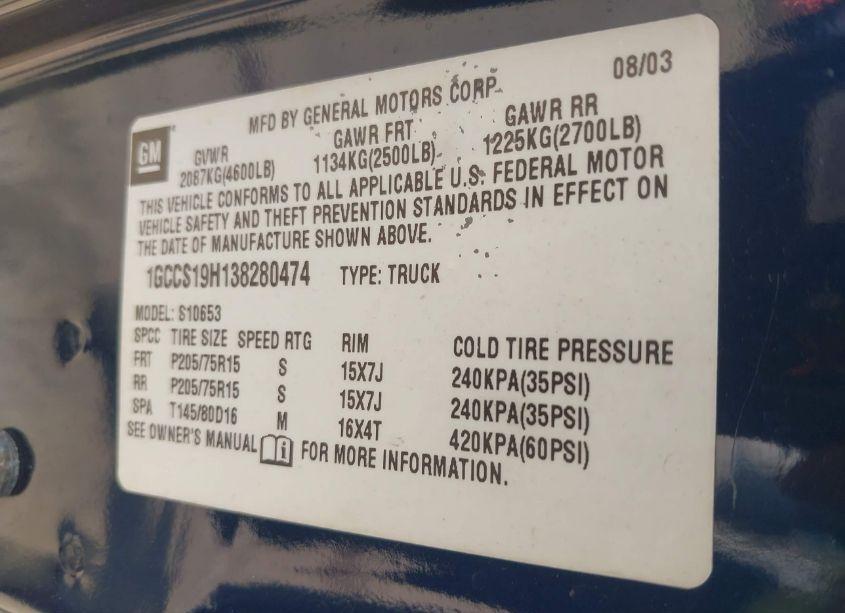 08/03
MFD BY GENERAL MOTORS CORP
GM
GVWR GAWR FRT GAWR RR
2087KG(4600LB) 1134KG(2500LB) 1225KG(2700LB)
THIS VEHICLE CONFORMS TO ALL APPLICABLE U.S. FEDERAL MOTOR
VEHICLE SAFETY AND THEFT PREVENTION STANDARDS IN EFFECT ON
THE DATE OF MANUFACTURE SHOWN ABOVE.
1GCCS19H138280474 TYPE: TRUCK
MODEL: S10653
SPCC TIRE SIZE SPEED RTG RIM COLD TIRE PRESSURE
FRT P205/75R15 S 15X7J 240KPA(35PSI)
RR P205/75R15 S 15X7J 240KPA(35PSI)
SPA T145/80D16 M 16X4T 420KPA(60PSI)
SEE OWNER'S MANUAL i FOR MORE INFORMATION.